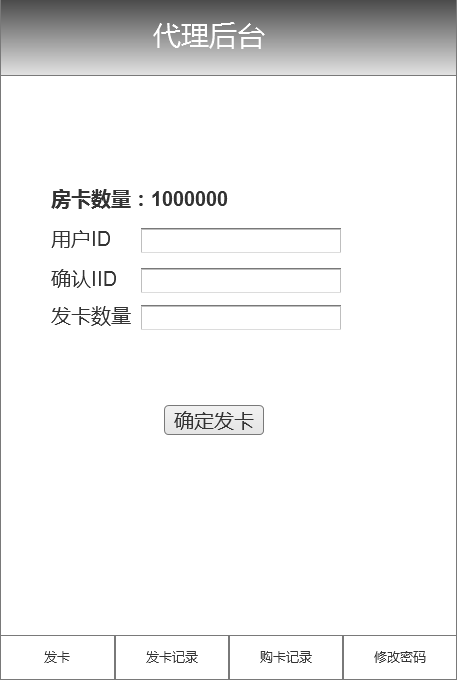 代理后台
房卡数量：1000000
用户ID
确认IID
发卡数量
确定发卡
发卡 发卡记录 购卡记录 修改密码